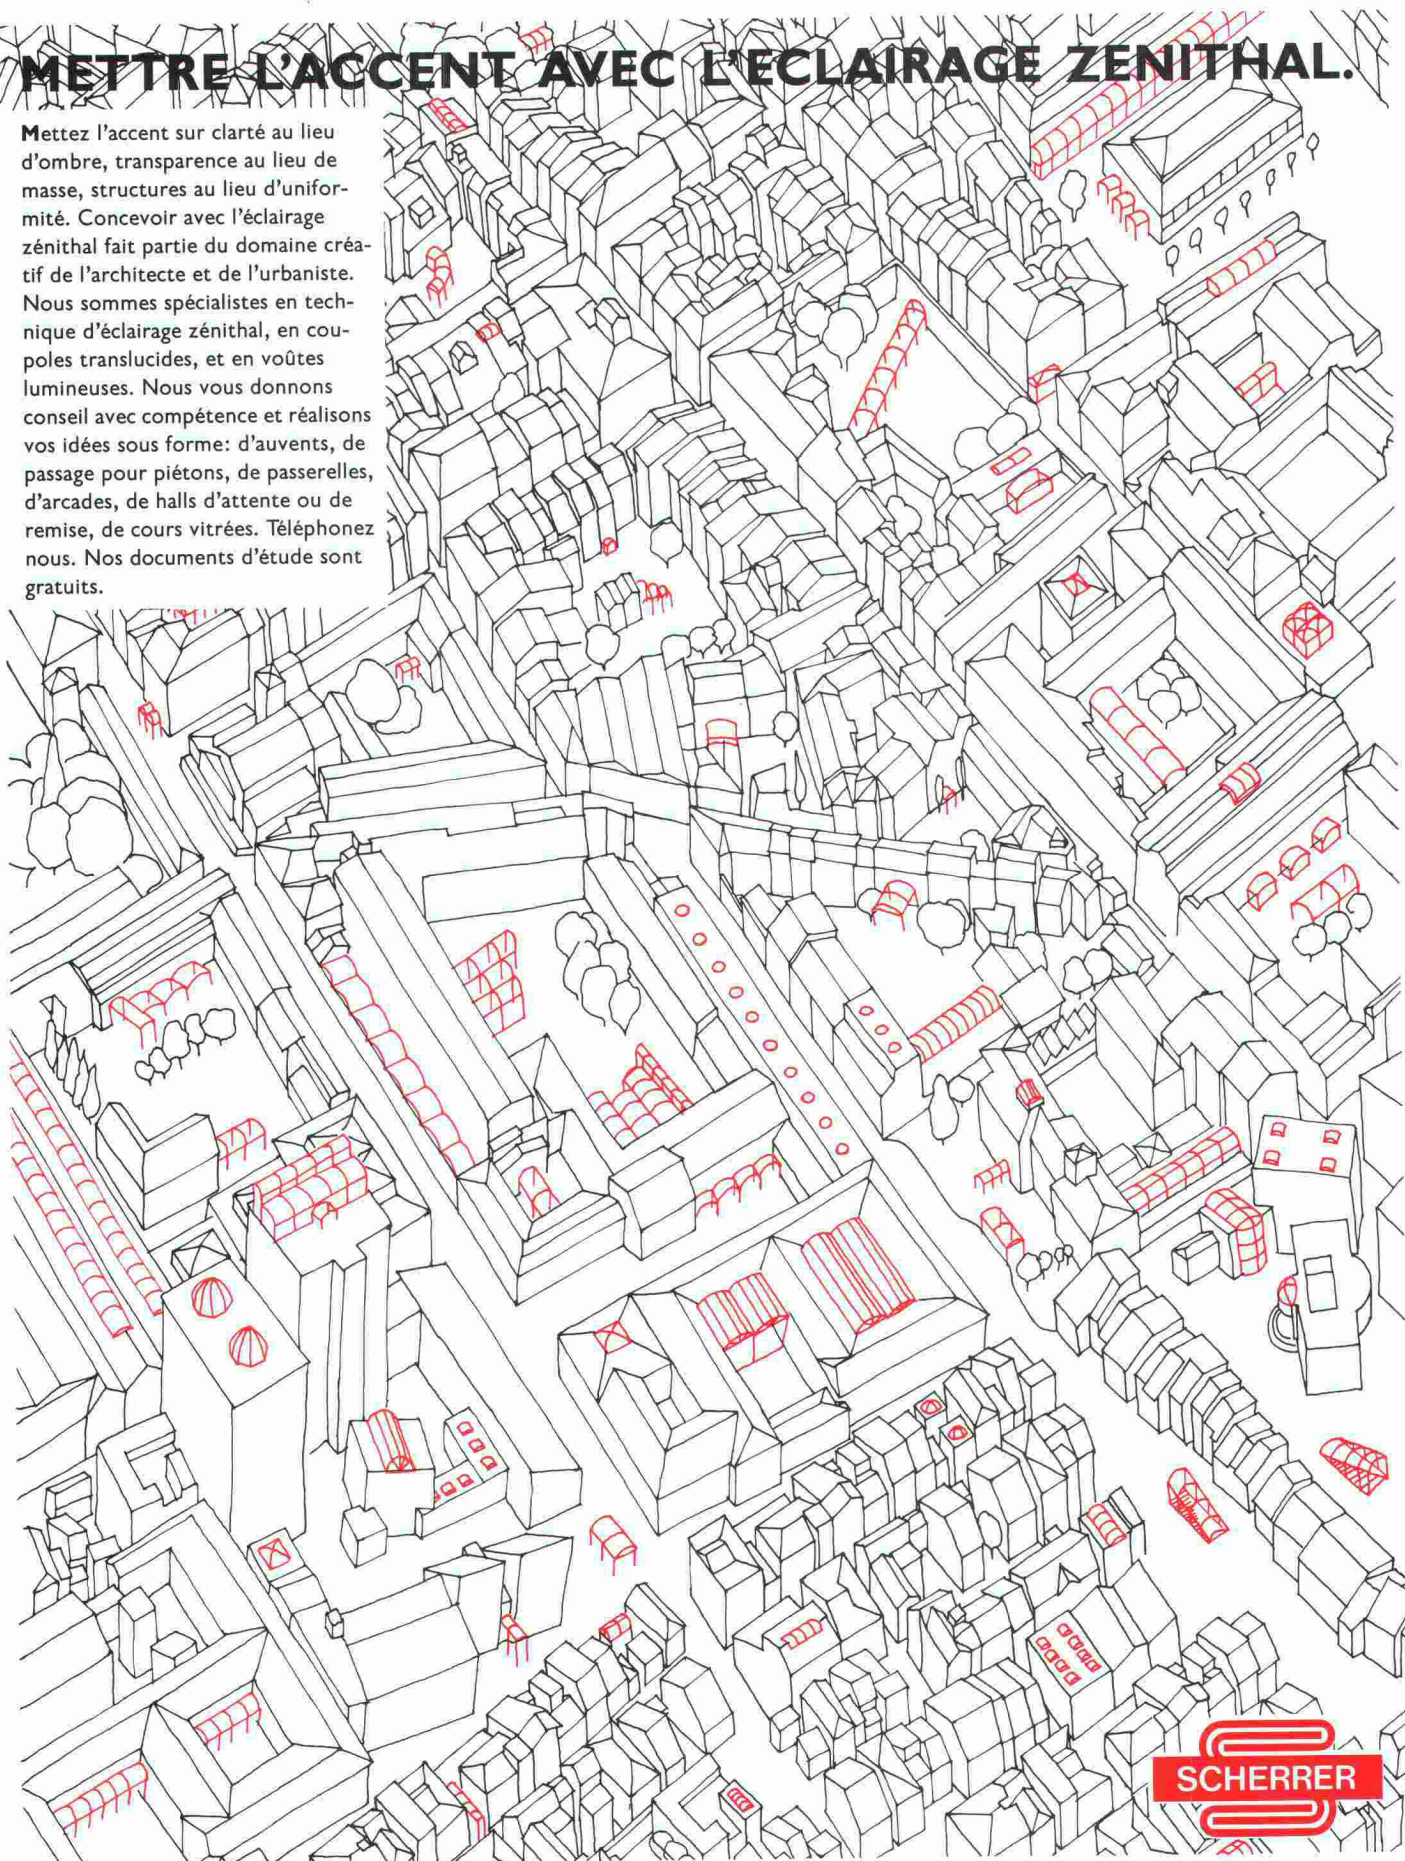 METTRE L'ACCENT AVEC L'ECLAIRAGE ZENITHAL.
Mettez l'accent sur clarté au lieu
d'ombre, transparence au lieu de
masse, structures au lieu d'unifor-
mité. Concevoir avec l'éclairage
zénithal fait partie du domaine créa-
tif de l'architecte et de l'urbaniste.
Nous sommes spécialistes en tech-
nique d'éclairage zénithal, en cou-
poles translucides, et en voûtes
lumineuses. Nous vous donnons
conseil avec compétence et réalisons
vos idées sous forme: d'auvents, de
passage pour piétons, de passerelles,
d'arcades, de halls d'attente ou de
remise, de cours vitrées. Téléphonez
nous. Nos documents d'étude sont
gratuits.
SCHERRER